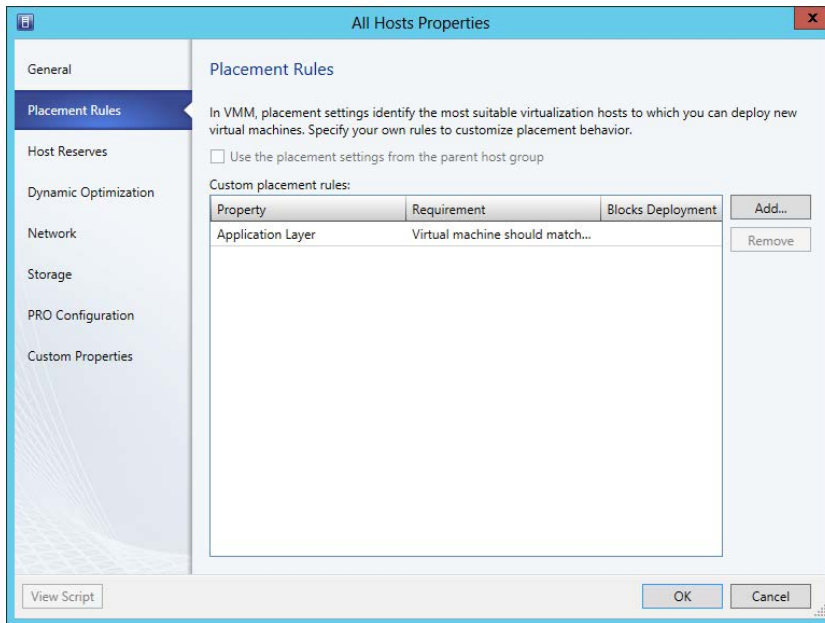 All Hosts Properties
x
General
Placement Rules
Host Reserves
Dynamic Optimization
Network
Storage
PRO Configuration
Custom Properties
Placement Rules
In VMM, placement settings identify the most suitable virtualization hosts to which you can deploy new
virtual machines. Specify your own rules to customize placement behavior.
Use the placement settings from the parent host group
Custom placement rules:
Property Requirement Blocks Deployment
Application Layer Virtual machine should match...
Add...
Remove
View Script
OK
Cancel